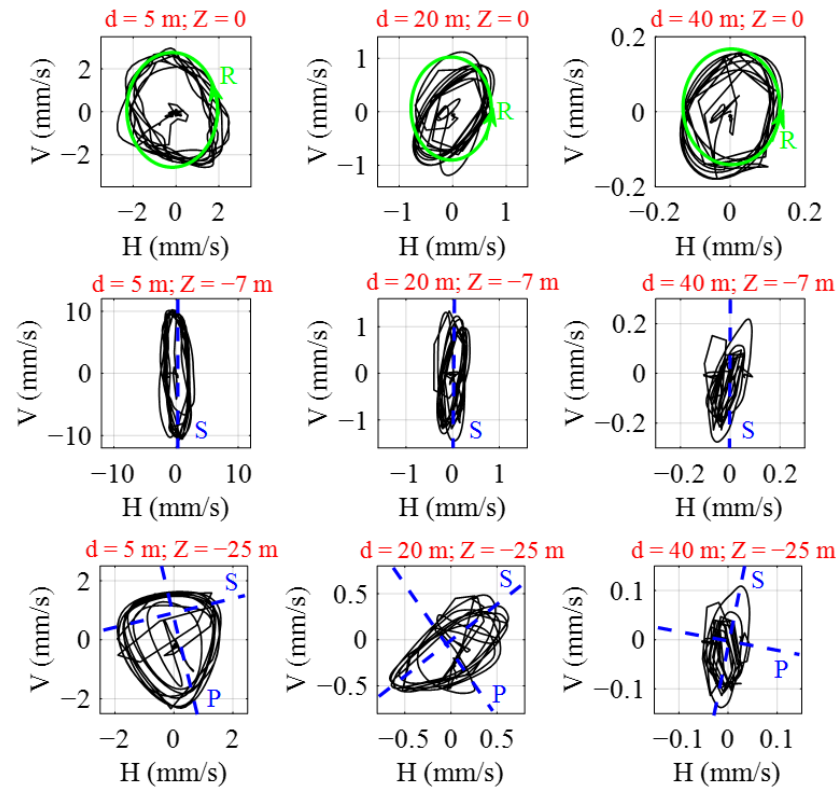 d = 5 m; Z = 0
d = 20 m; Z = 0
d = 40 m; Z = 0
V (mm/s)
2
0
−2
R
−2
0
2
H (mm/s)
V (mm/s)
1
0
−1
R
−1
0
1
H (mm/s)
V (mm/s)
0.2
0
−0.2
R
−0.2
0
0.2
H (mm/s)
d = 5 m; Z = −7 m
d = 20 m; Z = −7 m
d = 40 m; Z = −7 m
V (mm/s)
10
0
−10
S
−10
0
10
H (mm/s)
V (mm/s)
1
0
−1
S
−1
0
1
H (mm/s)
V (mm/s)
0.2
0
−0.2
S
−0.2
0
0.2
H (mm/s)
d = 5 m; Z = −25 m
d = 20 m; Z = −25 m
d = 40 m; Z = −25 m
V (mm/s)
2
0
−2
S
P
−2
0
2
H (mm/s)
V (mm/s)
0.5
0
−0.5
S
P
−0.5
0
0.5
H (mm/s)
V (mm/s)
0.1
0
−0.1
S
P
−0.1
0
0.1
H (mm/s)